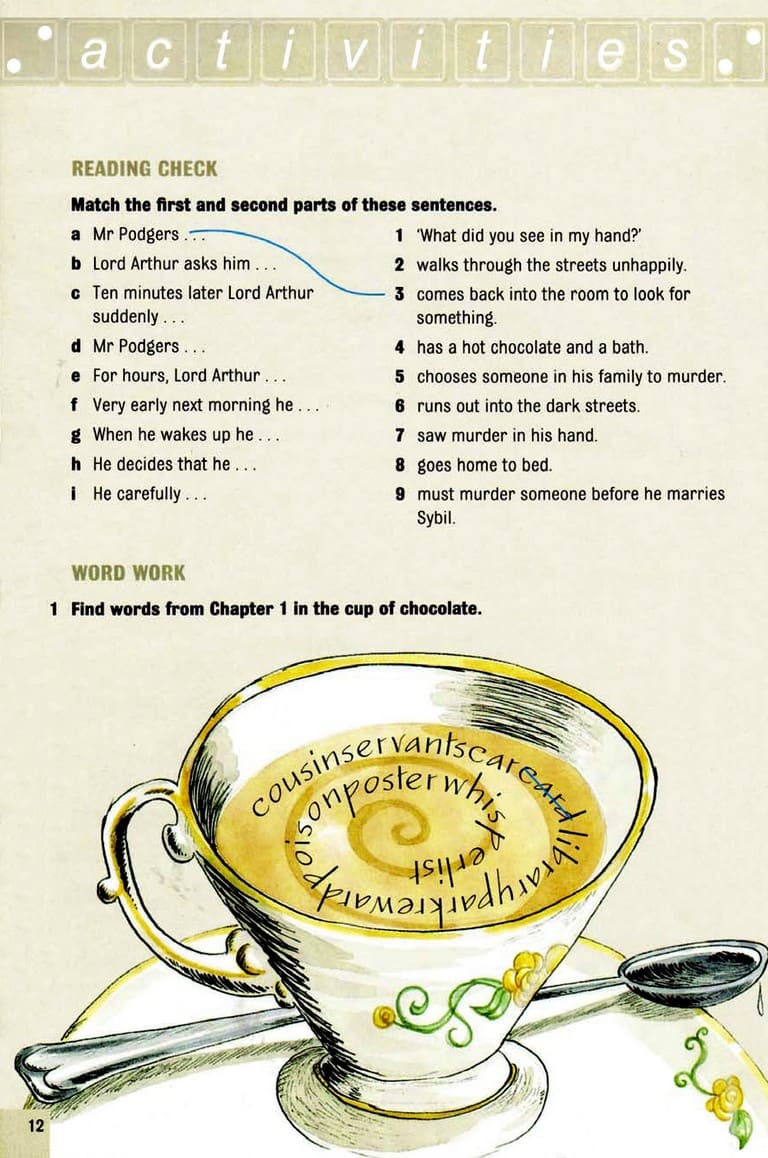 activities
READING CHECK
Match the first and second parts of these sentences.
a Mr Podgers . . .
b Lord Arthur asks him . . .
c Ten minutes later Lord Arthur
suddenly . . .
d Mr Podgers . . .
e For hours, Lord Arthur . . .
f Very early next morning he . . .
g When he wakes up he . . .
h He decides that he . . .
i He carefully . . .
1 ‘What did you see in my hand?’
2 walks through the streets unhappily.
3 comes back into the room to look for
something.
4 has a hot chocolate and a bath.
5 chooses someone in his family to murder.
6 runs out into the dark streets.
7 saw murder in his hand.
8 goes home to bed.
9 must murder someone before he marries
Sybil.
WORD WORK
1 Find words from Chapter 1 in the cup of chocolate.
cousinservantscarecardlibraryparkrewardpoisonposterwhisperlist
12